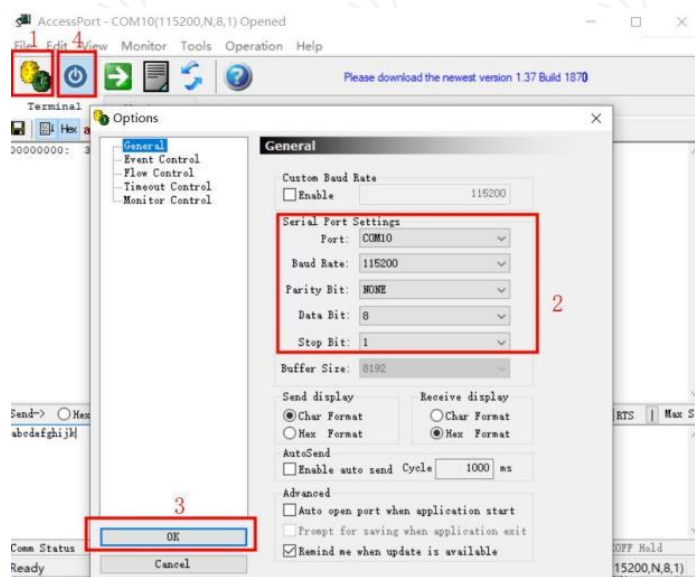 AccessPort - COM10(115200,N,8,1) Opened
1 4
File Edit View Monitor Tools Operation Help
Please download the newest version 1.37 Build 1870
Terminal
Hex a
Options
00000000: 3
General
Event Control
Flow Control
Timeout Control
Monitor Control
General
Custom Baud Rate
Enable 115200
Serial Port Settings
Port: COM10
Baud Rate: 115200
Parity Bit: NONE
2
Data Bit: 8
Stop Bit: 1
Buffer Size: 8192
Send display Receive display
Char Format Char Format
Hex Format Hex Format
Send-> Hex
RTS | Max S
abcdefghijk
AutoSend
Enable auto send Cycle 1000 ms
Advanced
Auto open port when application start
Prompt for saving when application exit
Remind me when update is available
3
OK
Cancel
Comm Status
OFF Hold
Ready
15200,N,8,1)